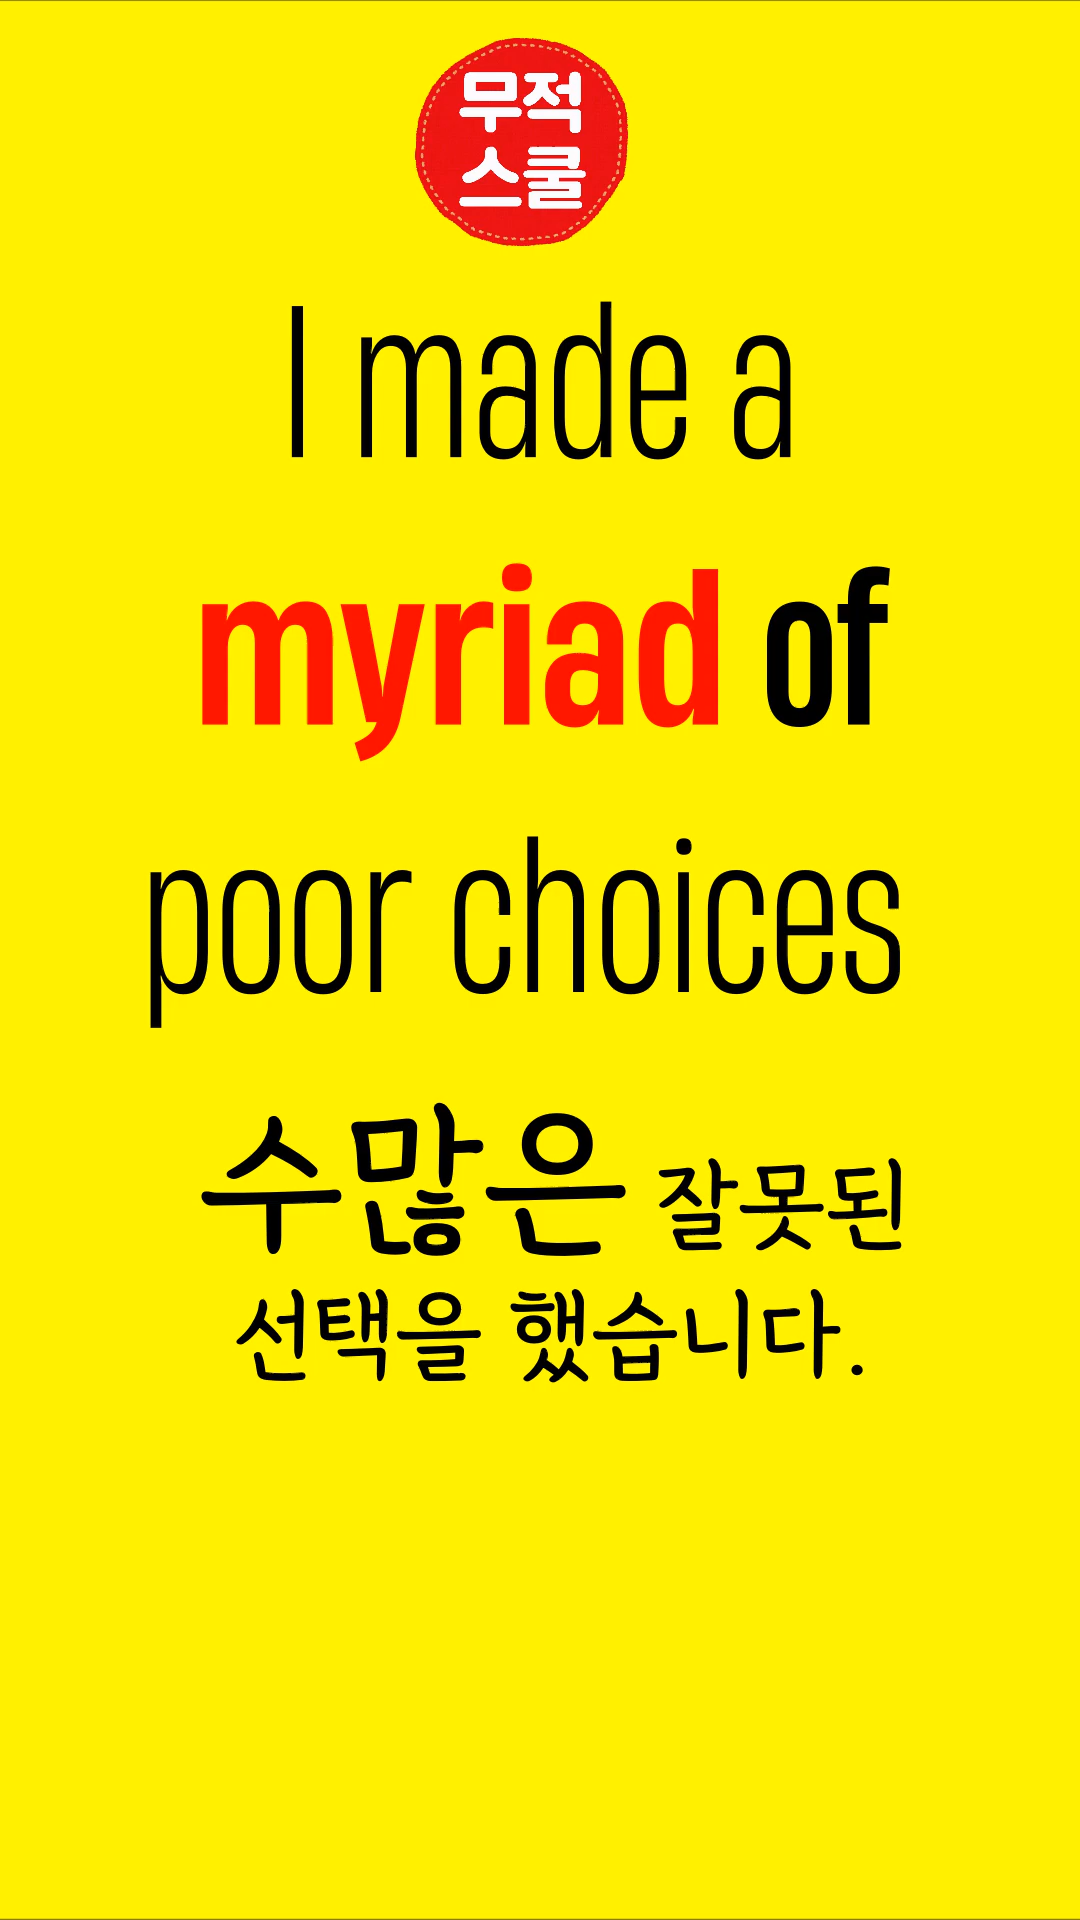 무적
스쿨
I made a
myriad of
poor choices
수많은 잘못된
선택을 했습니다.